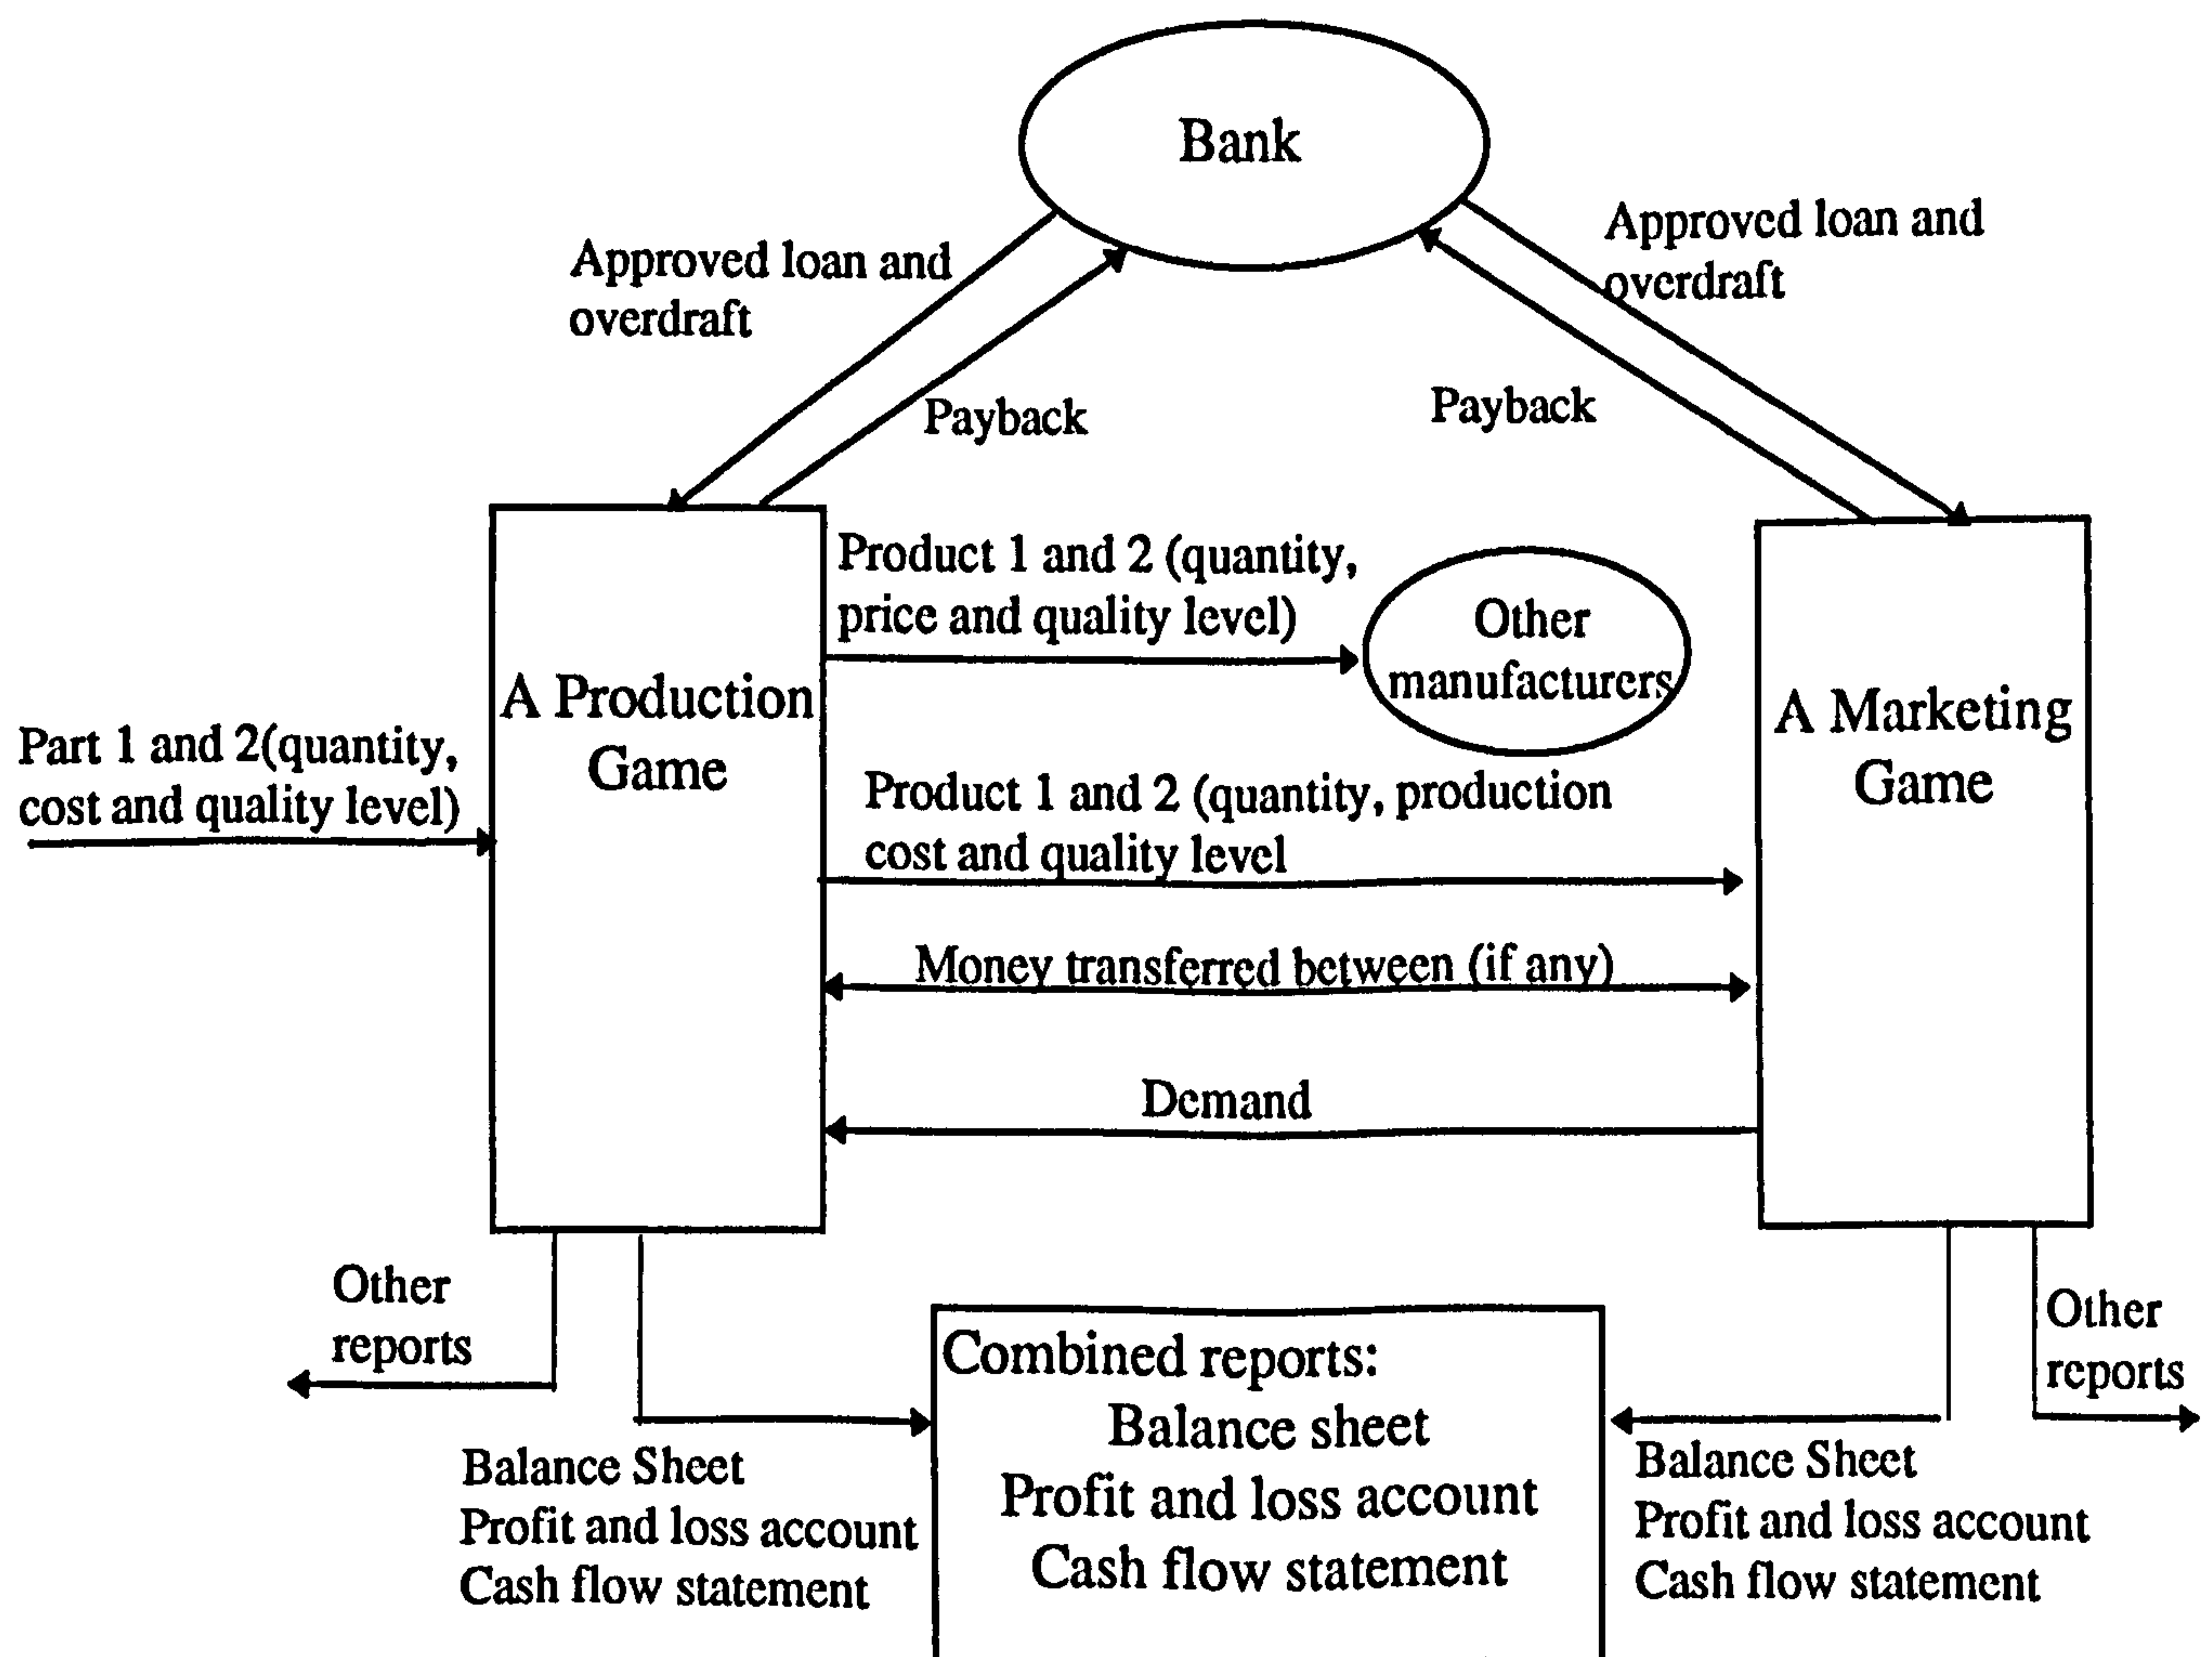 Bank
Approved loan and
overdraft
Approved loan and
overdraft
Payback
Payback
Product 1 and 2 (quantity,
price and quality level)
Other
manufacturers
A Production
Game
A Marketing
Game
Part 1 and 2(quantity,
cost and quality level)
Product 1 and 2 (quantity, production
cost and quality level
Money transferred between (if any)
Demand
Other
reports
Other
reports
Combined reports:
Balance sheet
Profit and loss account
Cash flow statement
Balance Sheet
Profit and loss account
Cash flow statement
Balance Sheet
Profit and loss account
Cash flow statement